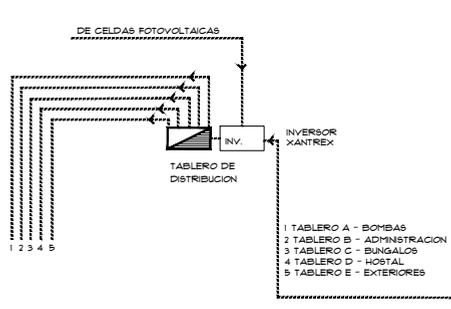 DE CELDAS FOTOVOLTAICAS
INV.
INVERSOR
XANTREX
TABLERO DE
DISTRIBUCION
1 2 3 4 5
1 TABLERO A - BOMBAS
2 TABLERO B - ADMINISTRACION
3 TABLERO C - BUNGALOS
4 TABLERO D - HOSTAL
5 TABLERO E - EXTERIORES